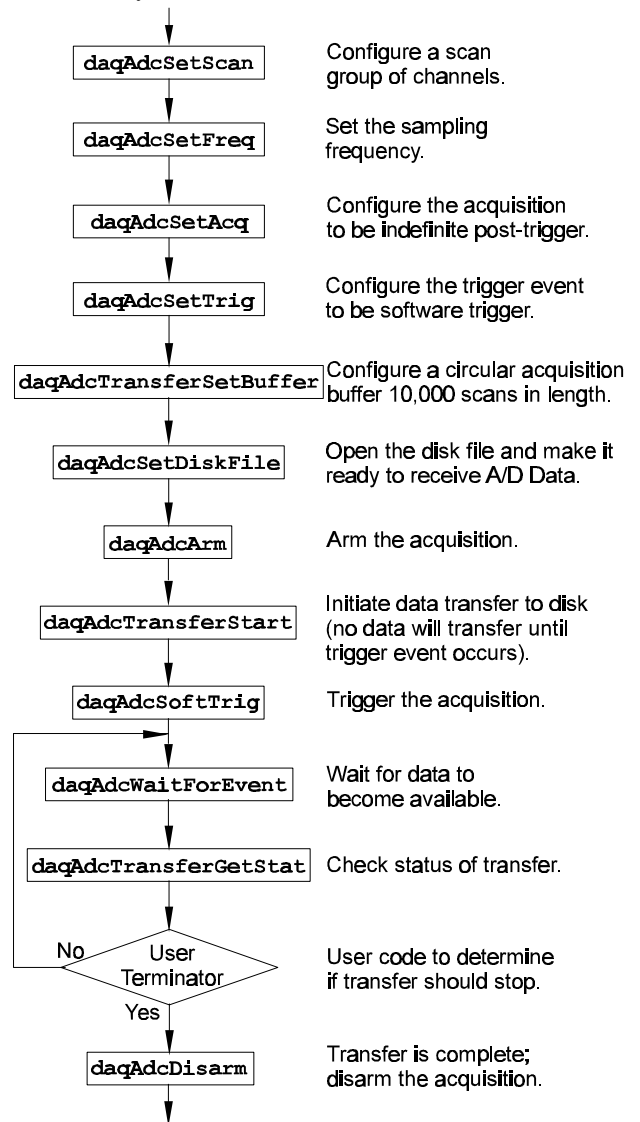 daqAdcSetScan
Configure a scan
group of channels.
daqAdcSetFreq
Set the sampling
frequency.
daqAdcSetAcq
Configure the acquisition
to be indefinite post-trigger.
daqAdcSetTrig
Configure the trigger event
to be software trigger.
daqAdcTransferSetBuffer
Configure a circular acquisition
buffer 10,000 scans in length.
daqAdcSetDiskFile
Open the disk file and make it
ready to receive A/D Data.
daqAdcArm
Arm the acquisition.
daqAdcTransferStart
Initiate data transfer to disk
(no data will transfer until
trigger event occurs).
daqAdcSoftTrig
Trigger the acquisition.
daqAdcWaitForEvent
Wait for data to
become available.
daqAdcTransferGetStat
Check status of transfer.
No
User
Terminator
User code to determine
if transfer should stop.
Yes
daqAdcDisarm
Transfer is complete;
disarm the acquisition.